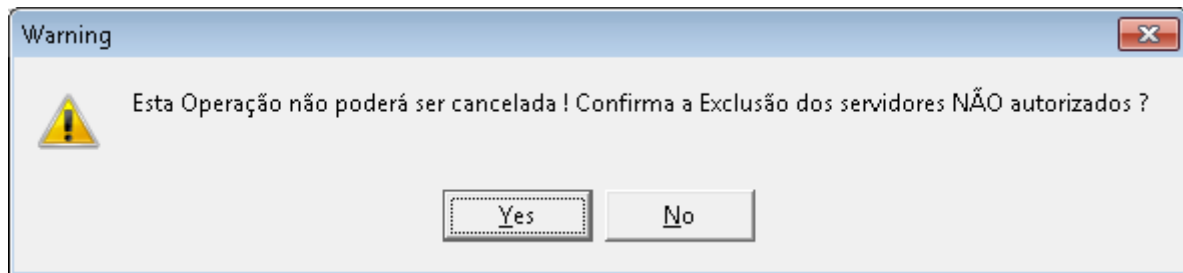 Warning
Esta Operação não poderá ser cancelada ! Confirma a Exclusão dos servidores NÃO autorizados ?
Yes
No